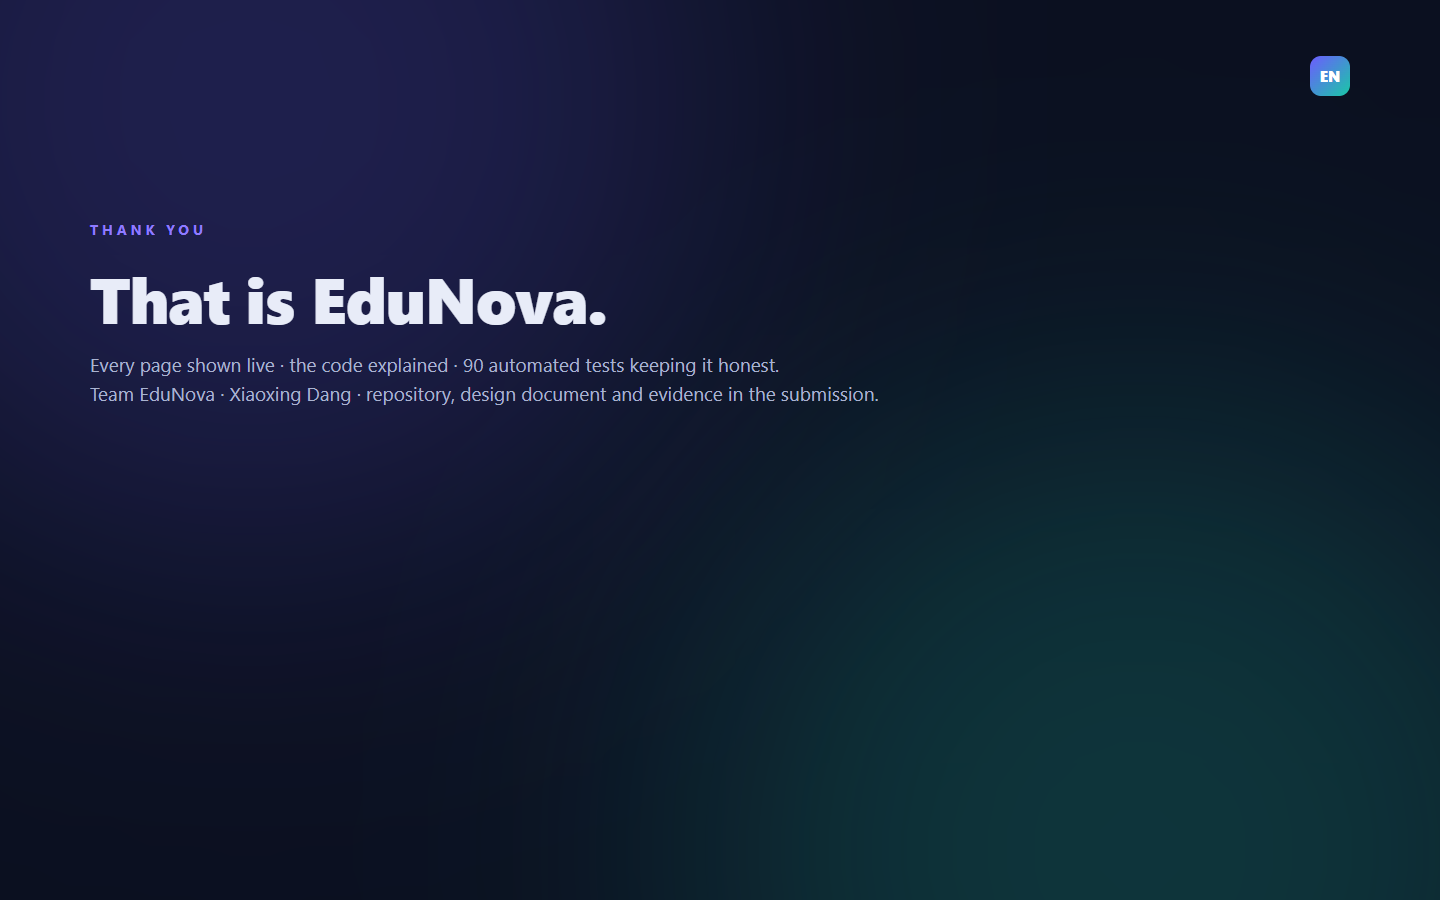 EN
THANK YOU
That is EduNova.
Every page shown live · the code explained · 90 automated tests keeping it honest.
Team EduNova · Xiaoxing Dang · repository, design document and evidence in the submission.